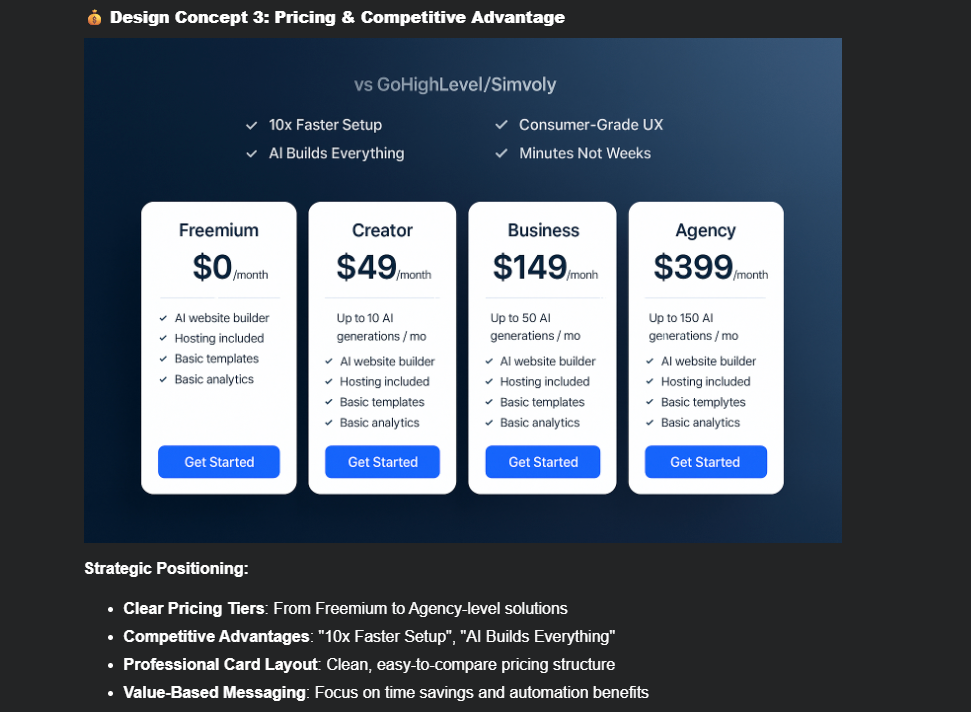 💰 Design Concept 3: Pricing & Competitive Advantage
vs GoHighLevel/Simvoly
✓ 10x Faster Setup
✓ Consumer-Grade UX
✓ AI Builds Everything
✓ Minutes Not Weeks
Freemium
$0/month
✓ AI website builder
✓ Hosting included
✓ Basic templates
✓ Basic analytics
Get Started
Creator
$49/month
Up to 10 AI
generations / mo
✓ AI website builder
✓ Hosting included
✓ Basic templates
✓ Basic analytics
Get Started
Business
$149/monh
Up to 50 AI
generations / mo
✓ AI website builder
✓ Hosting included
✓ Basic templates
✓ Basic analytics
Get Started
Agency
$399/month
Up to 150 AI
generations / mo
✓ AI website builder
✓ Hosting included
✓ Basic templytes
✓ Basic analytics
Get Started
Strategic Positioning:
• Clear Pricing Tiers: From Freemium to Agency-level solutions
• Competitive Advantages: "10x Faster Setup", "AI Builds Everything"
• Professional Card Layout: Clean, easy-to-compare pricing structure
• Value-Based Messaging: Focus on time savings and automation benefits